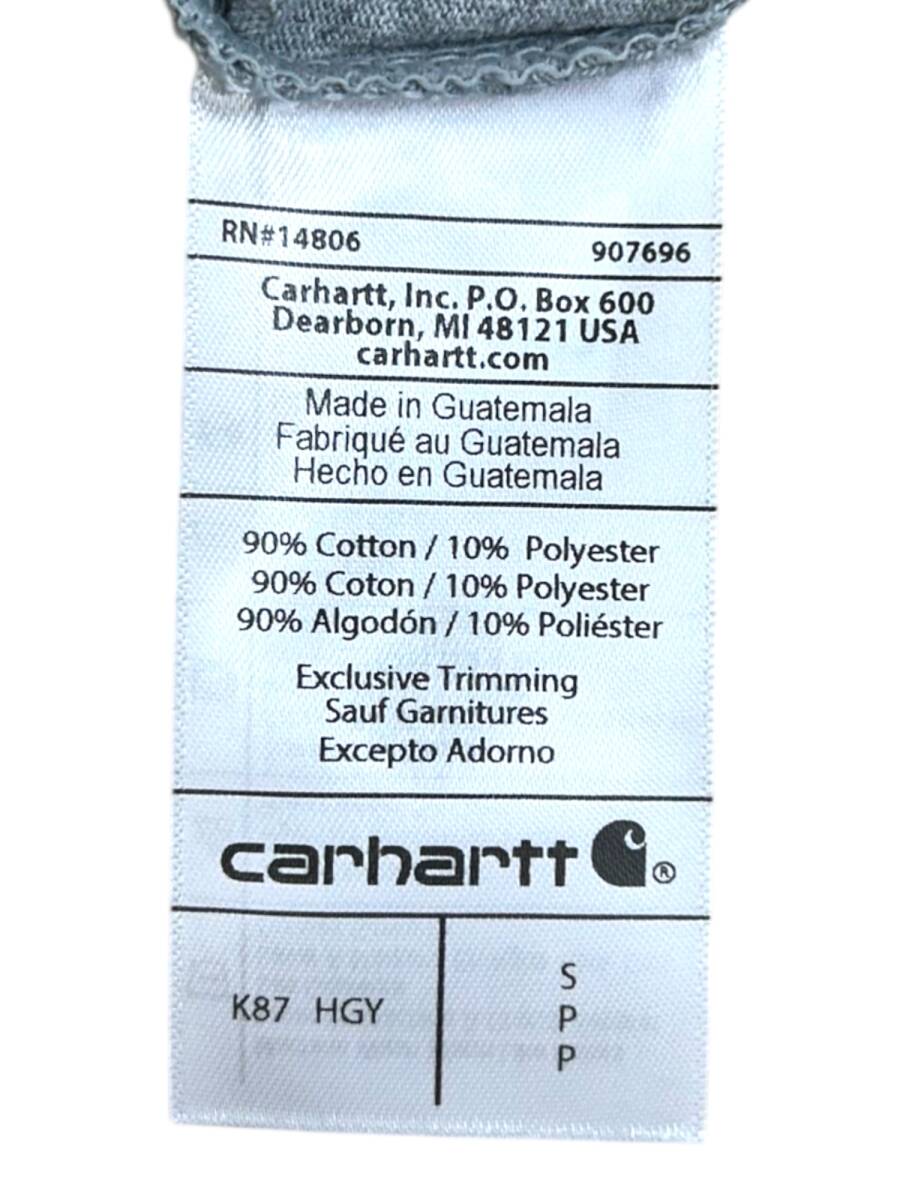 RN#14806 907696
Carhartt, Inc. P.O. Box 600
Dearborn, MI 48121 USA
carhartt.com
Made in Guatemala
Fabriqué au Guatemala
Hecho en Guatemala
90% Cotton / 10% Polyester
90% Coton / 10% Polyester
90% Algodón / 10% Poliéster
Exclusive Trimming
Sauf Garnitures
Excepto Adorno
carhartt ®
K87 HGY
S
P
P